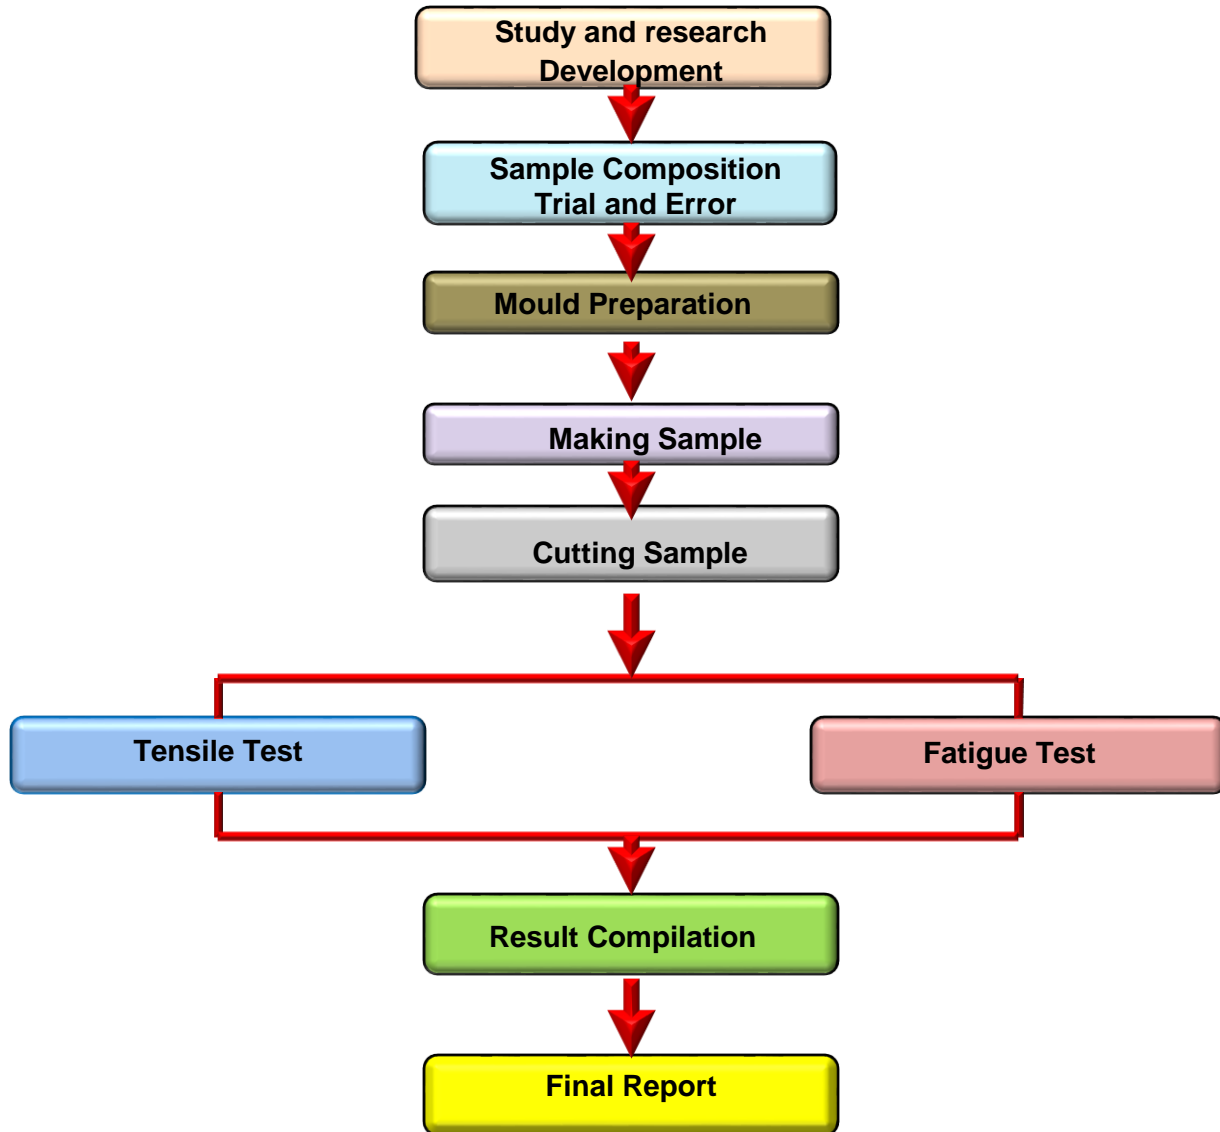 Study and research
Development
Sample Composition
Trial and Error
Mould Preparation
Making Sample
Cutting Sample
Tensile Test
Fatigue Test
Result Compilation
Final Report